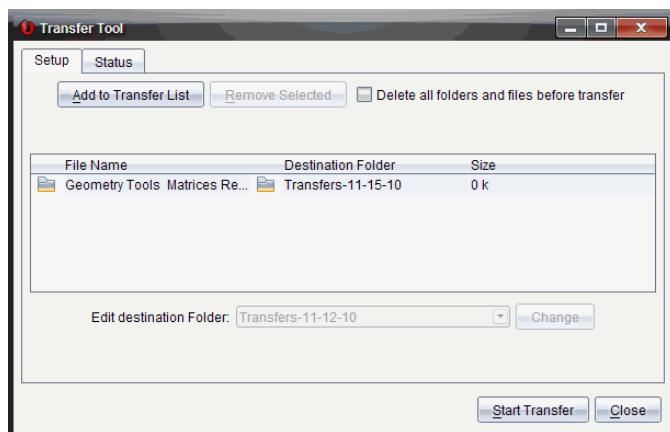 Transfer Tool
Setup Status
Add to Transfer List Remove Selected Delete all folders and files before transfer
File Name Destination Folder Size
Geometry Tools Matrices Re... Transfers-11-15-10 0 k
Edit destination Folder: Transfers-11-12-10 Change
Start Transfer Close